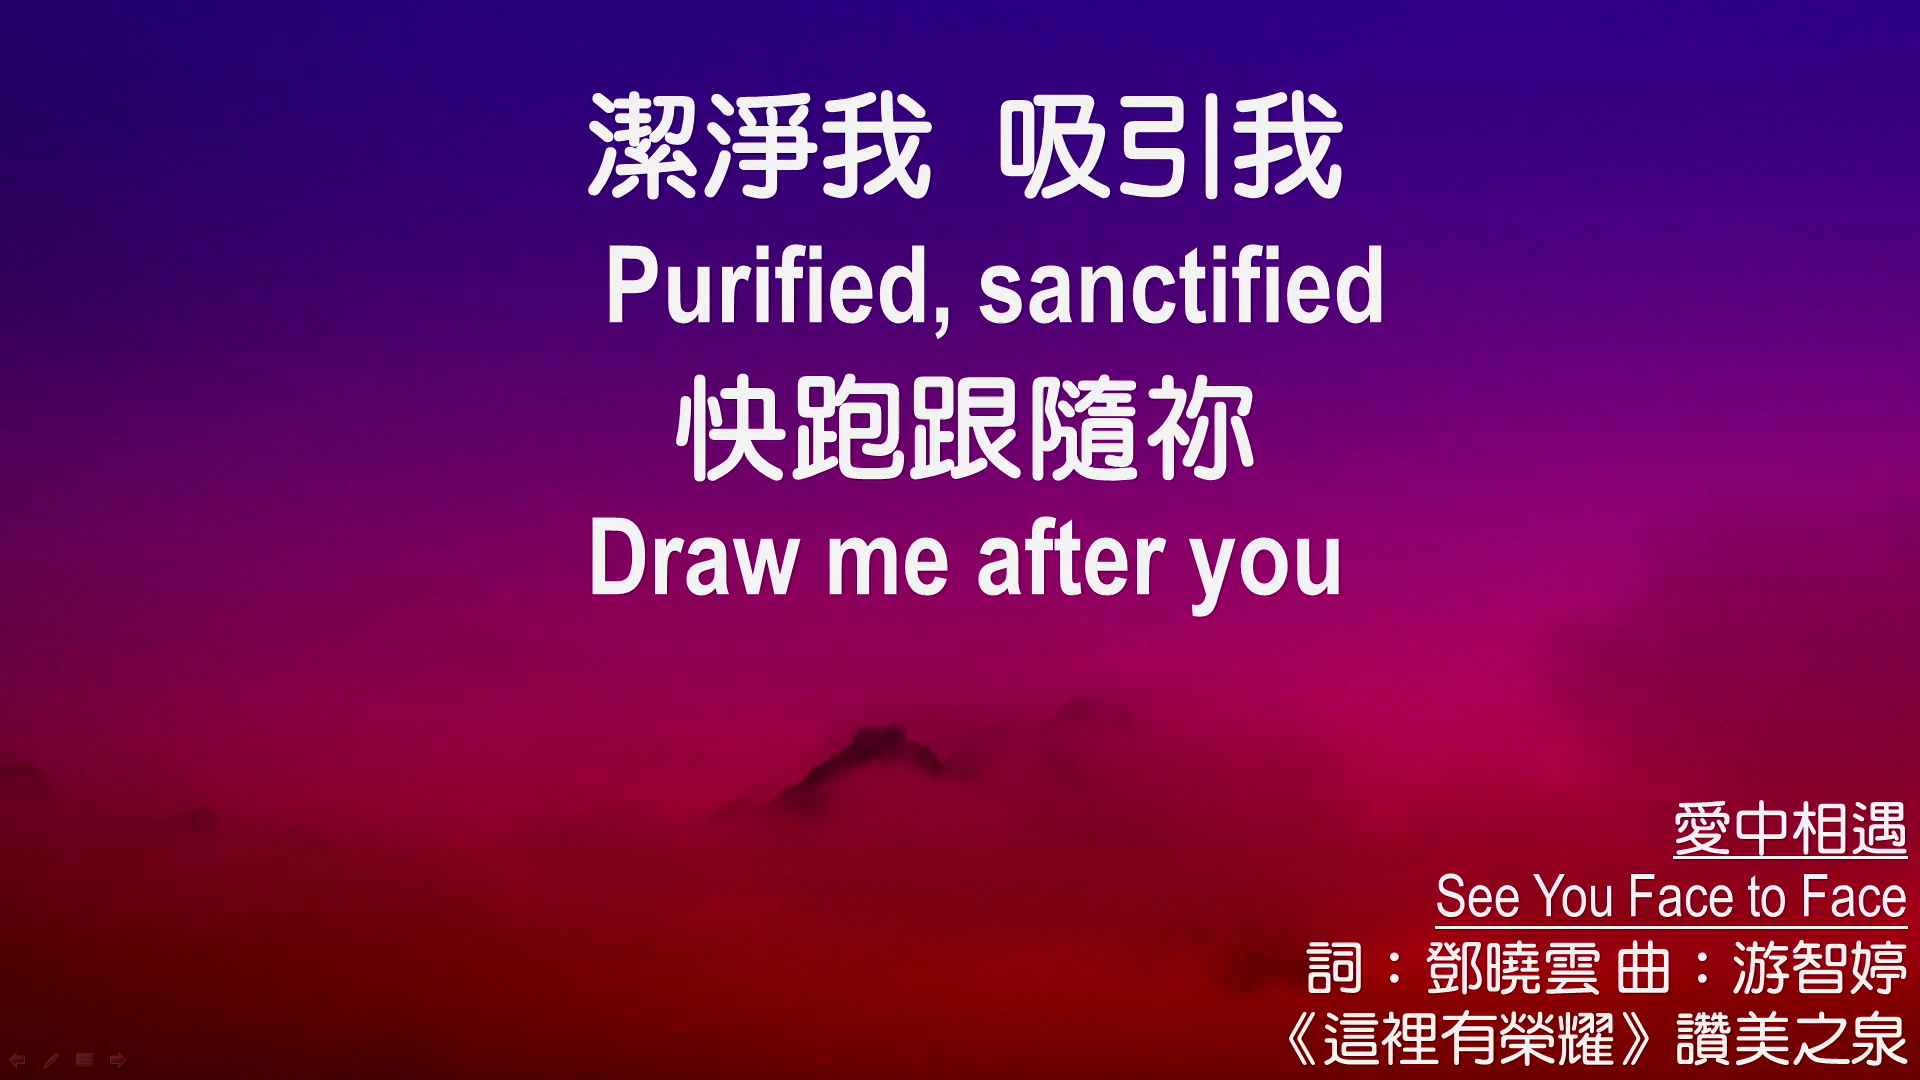 潔淨我 吸引我
Purified, sanctified
快跑跟隨祢
Draw me after you
愛中相遇
See You Face to Face
詞：鄧曉雲 曲：游智婷
《這裡有榮耀》讚美之泉